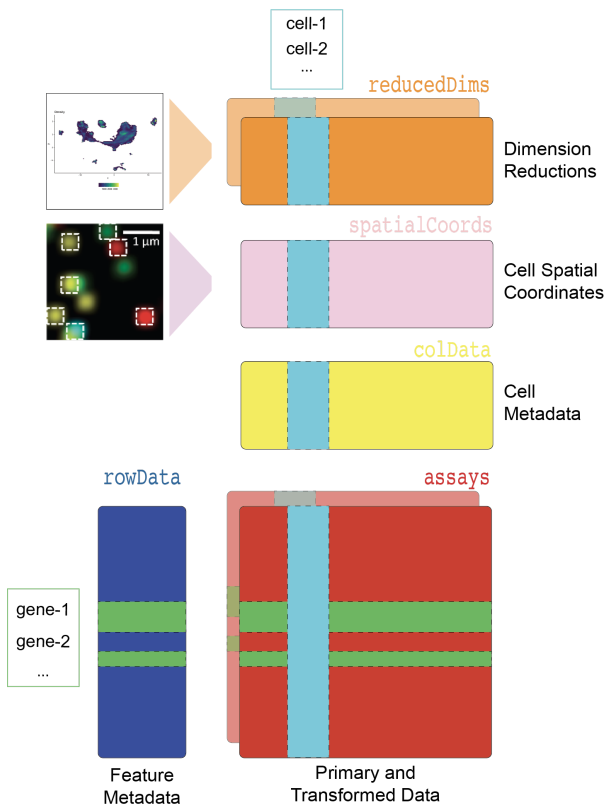 cell-1
cell-2
...
reducedDims
Dimension
Reductions
1 μm
spatialCoords
Cell Spatial
Coordinates
colData
Cell
Metadata
rowData
assays
gene-1
gene-2
...
Feature
Metadata
Primary and
Transformed Data